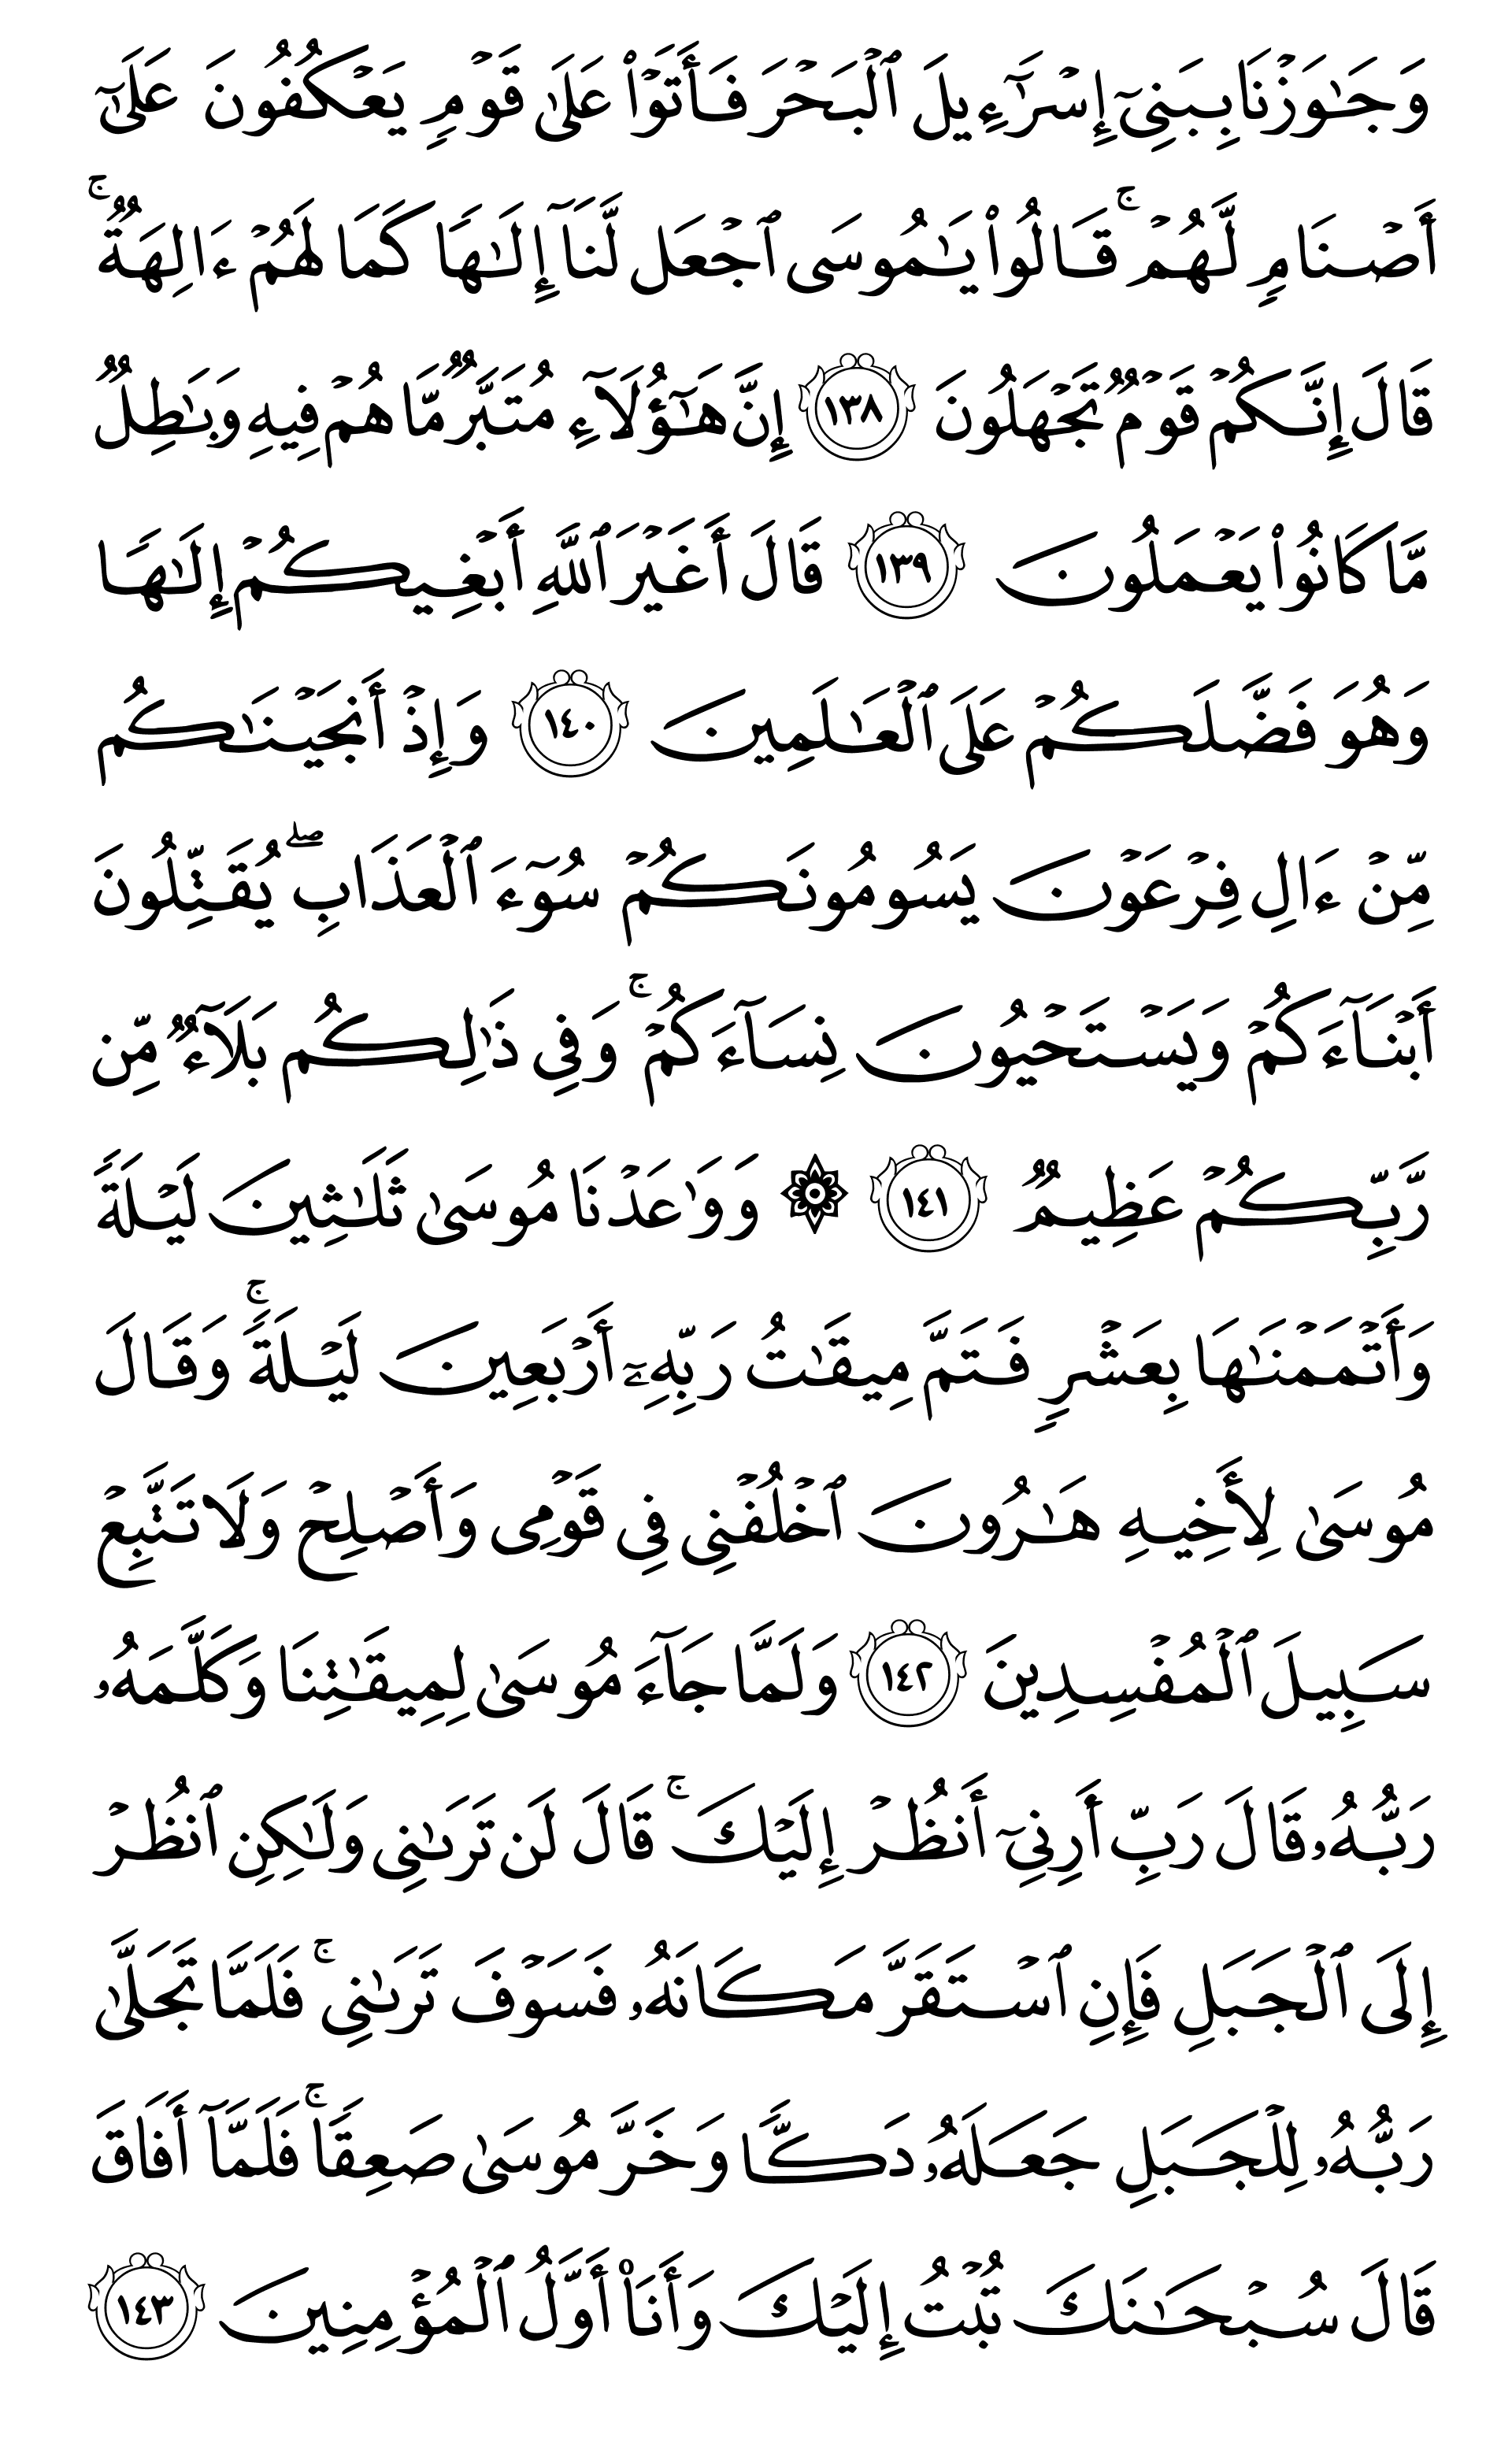 وَجَـٰوَزۡنَا بِبَنِىٓ إِسۡرَٰٓءِيلَ ٱلۡبَحۡرَ فَأَتَوۡاْ عَلَىٰ قَوۡمٍ يَعۡكُفُونَ عَلَىٰٓ
أَصۡنَامٍ لَّهُمۡۚ قَالُواْ يَـٰمُوسَى ٱجۡعَل لَّنَآ إِلَـٰهًا كَمَا لَهُمۡ ءَالِهَةٌۚ
قَالَ إِنَّكُمۡ قَوۡمٌ تَجۡهَلُونَ ١٣٨ إِنَّ هَـٰٓؤُلَآءِ مُتَبَّرٌ مَّا هُمۡ فِيهِ وَبَـٰطِلٌ
مَّا كَانُواْ يَعۡمَلُونَ ١٣٩ قَالَ أَغَيۡرَ ٱللَّهِ أَبۡغِيكُمۡ إِلَـٰهًا
وَهُوَ فَضَّلَكُمۡ عَلَى ٱلۡعَـٰلَمِينَ ١٤٠ وَإِذۡ أَنجَيۡنَـٰكُم
مِّنۡ ءَالِ فِرۡعَوۡنَ يَسُومُونَكُمۡ سُوٓءَ ٱلۡعَذَابِۖ يُقَتِّلُونَ
أَبۡنَآءَكُمۡ وَيَسۡتَحۡيُونَ نِسَآءَكُمۡۚ وَفِى ذَٰلِكُم بَلَآءٌ مِّن
رَّبِّكُمۡ عَظِيمٌ ١٤١ ۞ وَوَٰعَدۡنَا مُوسَىٰ ثَلَـٰثِينَ لَيۡلَةً
وَأَتۡمَمۡنَـٰهَا بِعَشۡرٍ فَتَمَّ مِيقَـٰتُ رَبِّهِۦٓ أَرۡبَعِينَ لَيۡلَةًۚ وَقَالَ
مُوسَىٰ لِأَخِيهِ هَـٰرُونَ ٱخۡلُفۡنِى فِى قَوۡمِى وَأَصۡلِحۡ وَلَا تَتَّبِعۡ
سَبِيلَ ٱلۡمُفۡسِدِينَ ١٤٢ وَلَمَّا جَآءَ مُوسَىٰ لِمِيقَـٰتِنَا وَكَلَّمَهُۥ
رَبُّهُۥ قَالَ رَبِّ أَرِنِىٓ أَنظُرۡ إِلَيۡكَۚ قَالَ لَن تَرَىٰنِى وَلَـٰكِنِ ٱنظُرۡ
إِلَى ٱلۡجَبَلِ فَإِنِ ٱسۡتَقَرَّ مَكَانَهُۥ فَسَوۡفَ تَرَىٰنِىۚ فَلَمَّا تَجَلَّىٰ
رَبُّهُۥ لِلۡجَبَلِ جَعَلَهُۥ دَكًّا وَخَرَّ مُوسَىٰ صَعِقًاۚ فَلَمَّآ أَفَاقَ
قَالَ سُبۡحَـٰنَكَ تُبۡتُ إِلَيۡكَ وَأَنَا۠ أَوَّلُ ٱلۡمُؤۡمِنِينَ ١٤٣